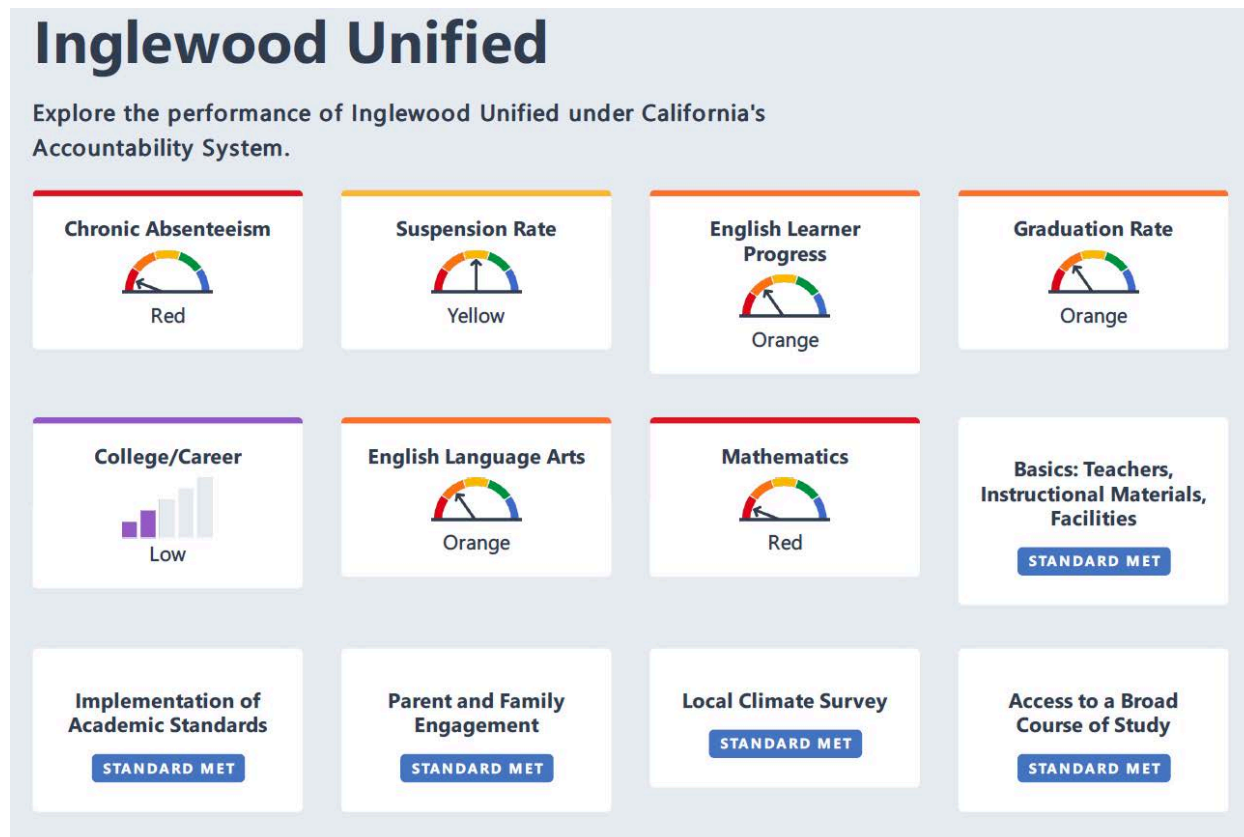 Inglewood Unified
Explore the performance of Inglewood Unified under California's
Accountability System.
Chronic Absenteeism
Red
Suspension Rate
Yellow
English Learner
Progress
Orange
Graduation Rate
Orange
College/Career
Low
English Language Arts
Orange
Mathematics
Red
Basics: Teachers,
Instructional Materials,
Facilities
STANDARD MET
Implementation of
Academic Standards
STANDARD MET
Parent and Family
Engagement
STANDARD MET
Local Climate Survey
STANDARD MET
Access to a Broad
Course of Study
STANDARD MET